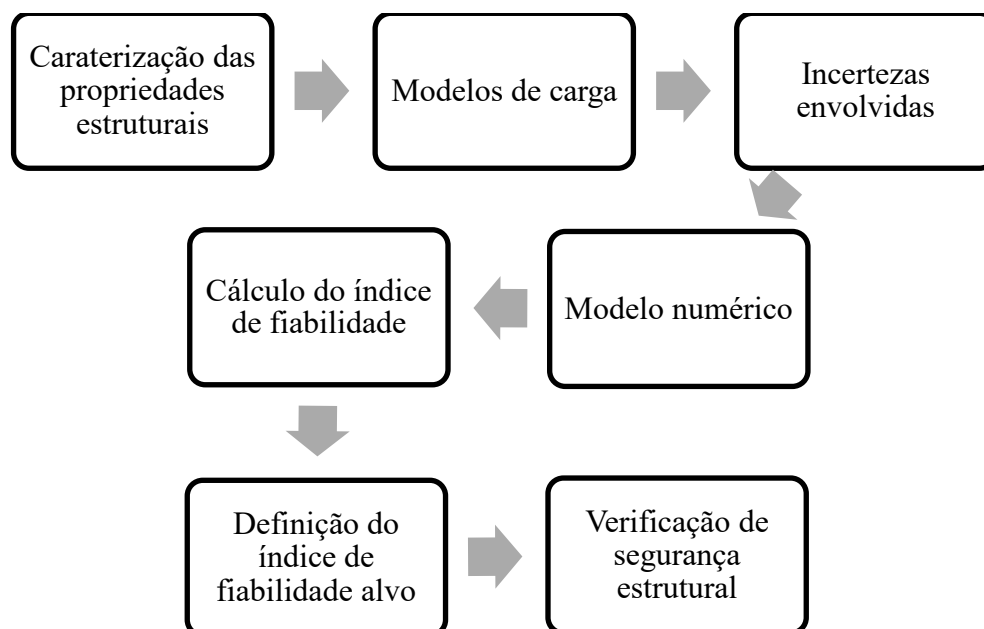 Caraterização das
propriedades
estruturais
Modelos de carga
Incertezas
envolvidas
Modelo numérico
Cálculo do índice
de fiabilidade
Definição do
índice de
fiabilidade alvo
Verificação de
segurança
estrutural